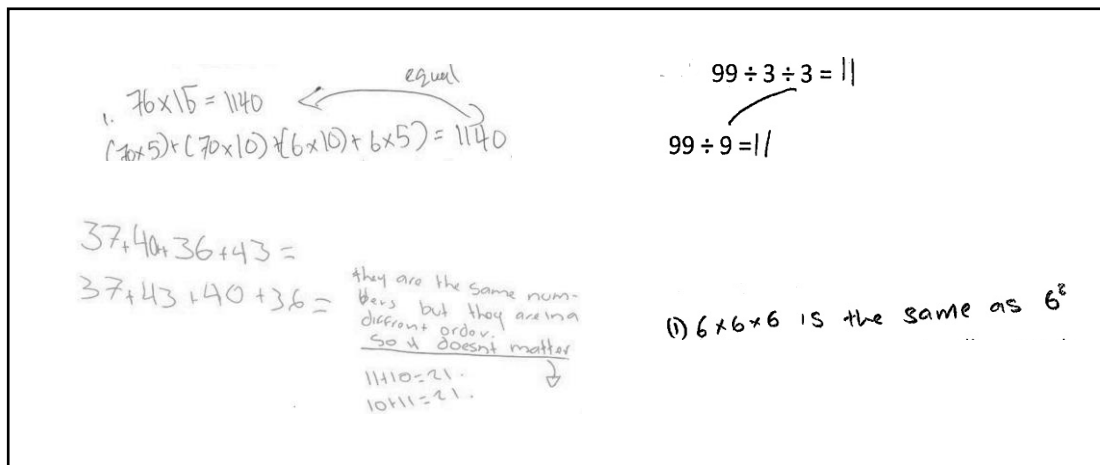 1. 76×15 = 1140
equal
(70×5)+(70×10)+(6×10)+6×5) = 1140
99 ÷ 3 ÷ 3 = 11
99 ÷ 9 = 11
37+40+36+43 =
37+43+40+36 =
they are the same num-
bers but they are in a
diffront order.
So it doesnt matter
11+10=21.
10+11=21.
(1) 6×6×6 is the same as